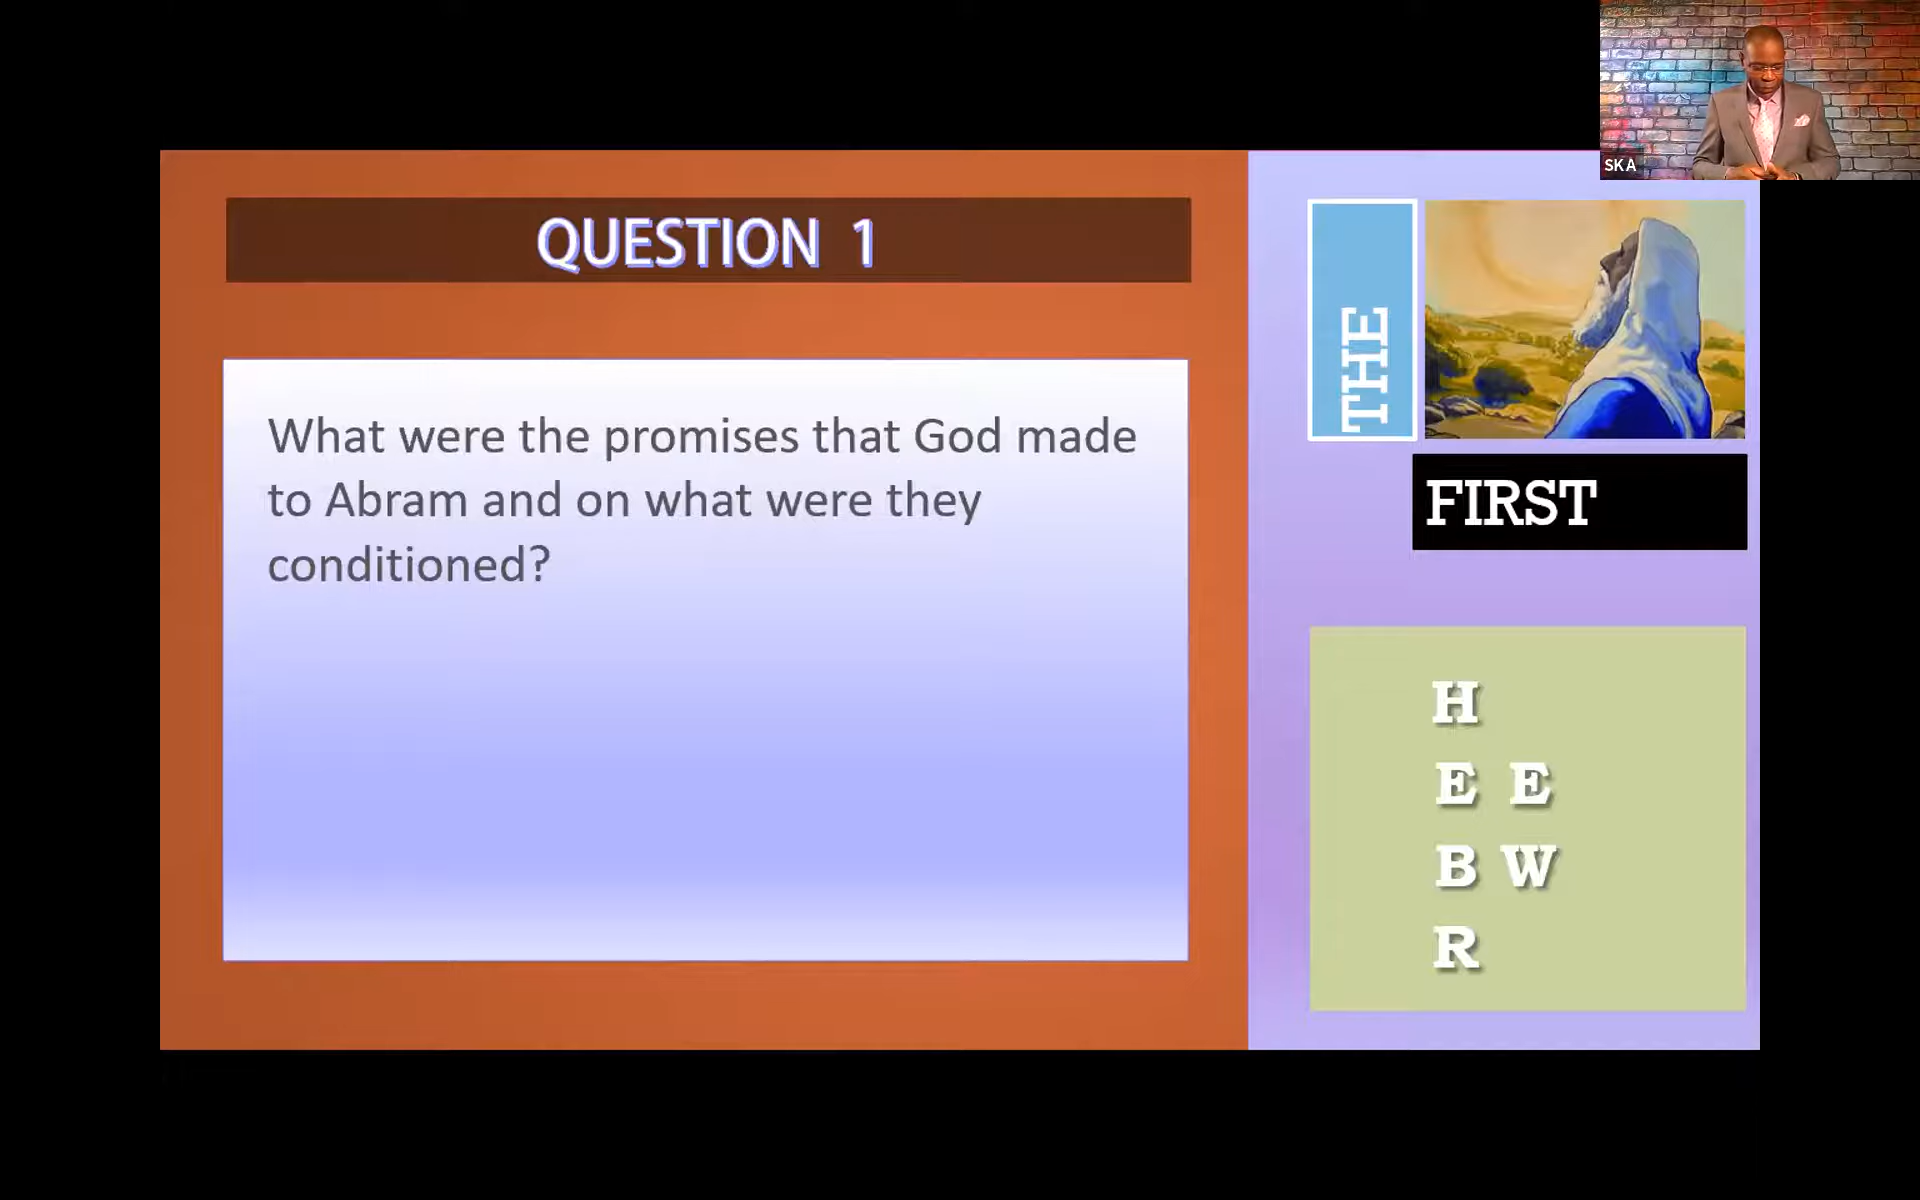 SKA
QUESTION 1
What were the promises that God made
to Abram and on what were they
conditioned?
THE
FIRST
H
E E
B W
R